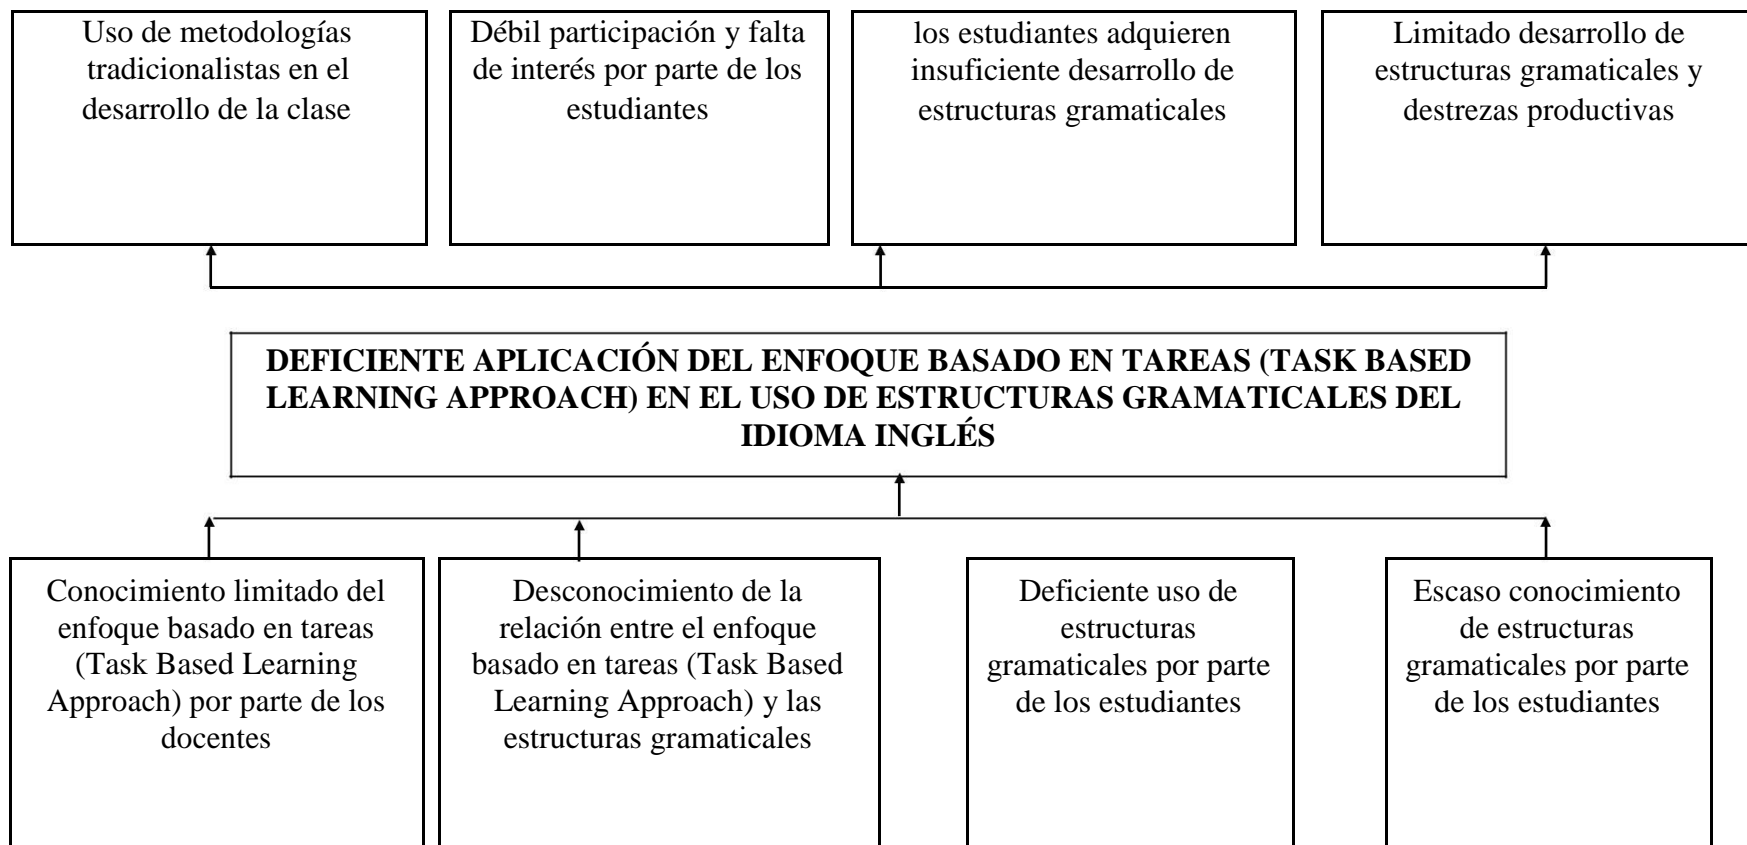 Uso de metodologías
tradicionalistas en el
desarrollo de la clase
Débil participación y falta
de interés por parte de los
estudiantes
los estudiantes adquieren
insuficiente desarrollo de
estructuras gramaticales
Limitado desarrollo de
estructuras gramaticales y
destrezas productivas
DEFICIENTE APLICACIÓN DEL ENFOQUE BASADO EN TAREAS (TASK BASED
LEARNING APPROACH) EN EL USO DE ESTRUCTURAS GRAMATICALES DEL
IDIOMA INGLÉS
Conocimiento limitado del
enfoque basado en tareas
(Task Based Learning
Approach) por parte de los
docentes
Desconocimiento de la
relación entre el enfoque
basado en tareas (Task Based
Learning Approach) y las
estructuras gramaticales
Deficiente uso de
estructuras
gramaticales por parte
de los estudiantes
Escaso conocimiento
de estructuras
gramaticales por parte
de los estudiantes